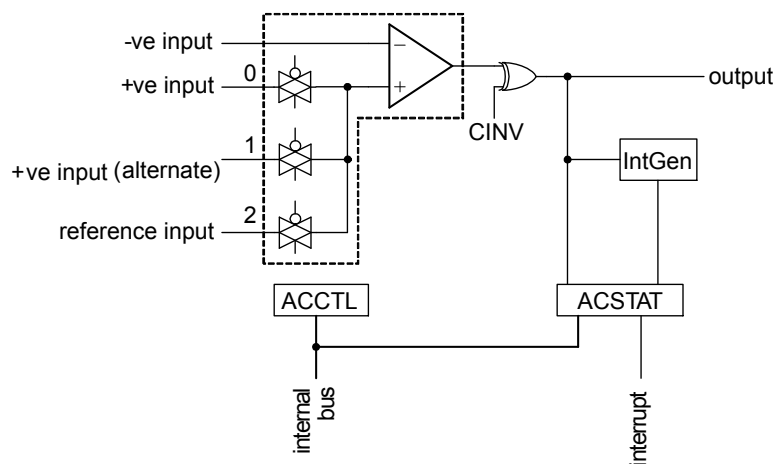 -ve input
+ve input
0
output
CINV
1
+ve input (alternate)
IntGen
2
reference input
−
+
ACCTL
ACSTAT
internal
bus
interrupt